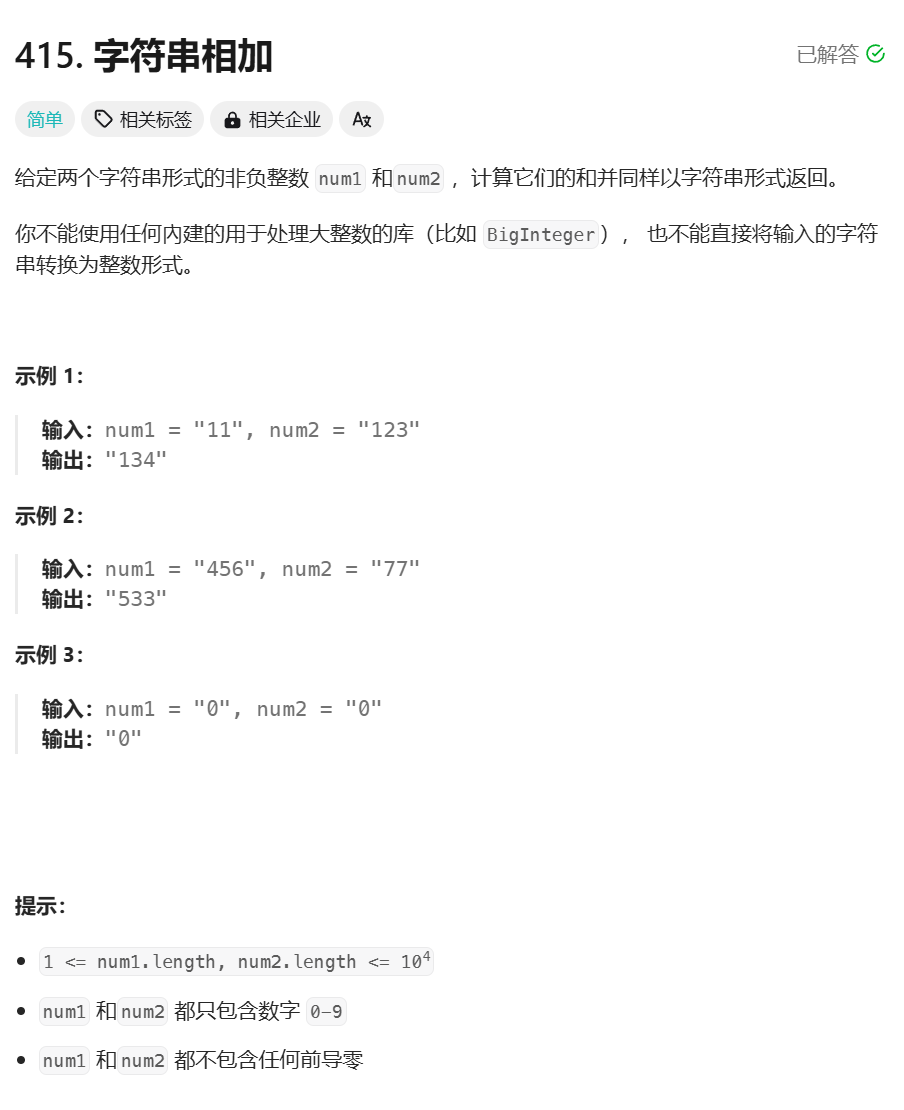 415. 字符串相加
已解答
简单
相关标签
相关企业
给定两个字符串形式的非负整数 num1 和num2 ，计算它们的和并同样以字符串形式返回。
你不能使用任何内建的用于处理大整数的库（比如 BigInteger）， 也不能直接将输入的字符
串转换为整数形式。
示例 1：
输入：num1 = "11", num2 = "123"
输出："134"
示例 2：
输入：num1 = "456", num2 = "77"
输出："533"
示例 3：
输入：num1 = "0", num2 = "0"
输出："0"
提示：
• 1 <= num1.length, num2.length <= 10⁴
• num1 和num2 都只包含数字 0-9
• num1 和num2 都不包含任何前导零